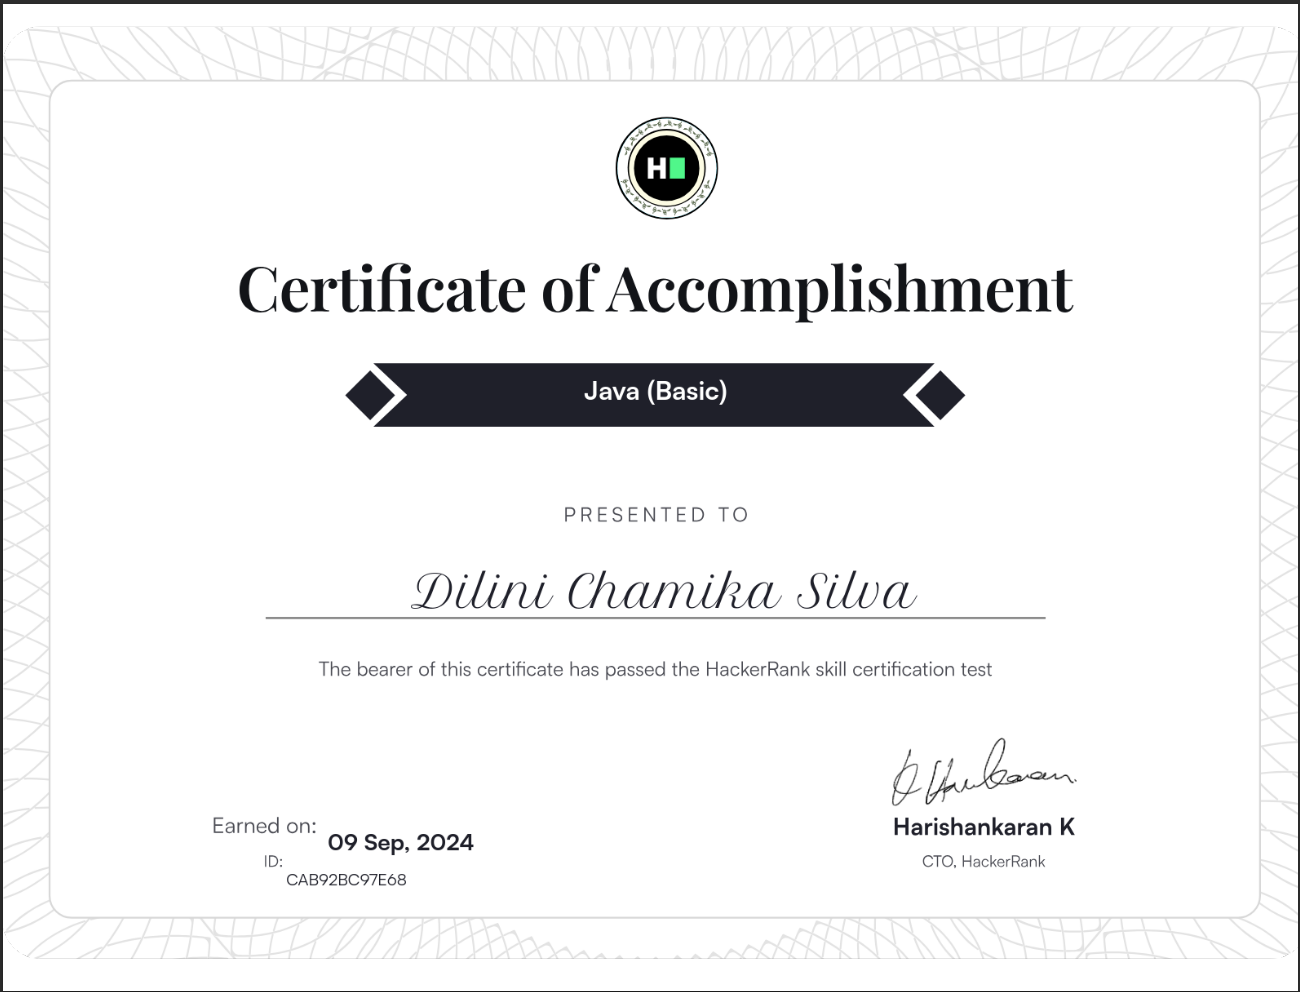 H
Certificate of Accomplishment
Java (Basic)
PRESENTED TO
Dilini Chamika Silva
The bearer of this certificate has passed the HackerRank skill certification test
Earned on: 09 Sep, 2024
ID: CAB92BC97E68
Harishankaran K
CTO, HackerRank